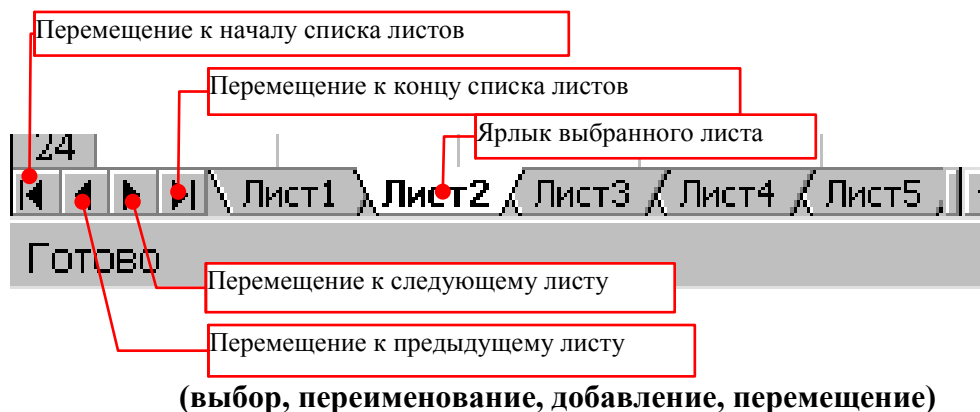 Перемещение к началу списка листов
Перемещение к концу списка листов
Ярлык выбранного листа
24
Лист1 Лист2 Лист3 Лист4 Лист5
Готово
Перемещение к следующему листу
Перемещение к предыдущему листу
(выбор, переименование, добавление, перемещение)